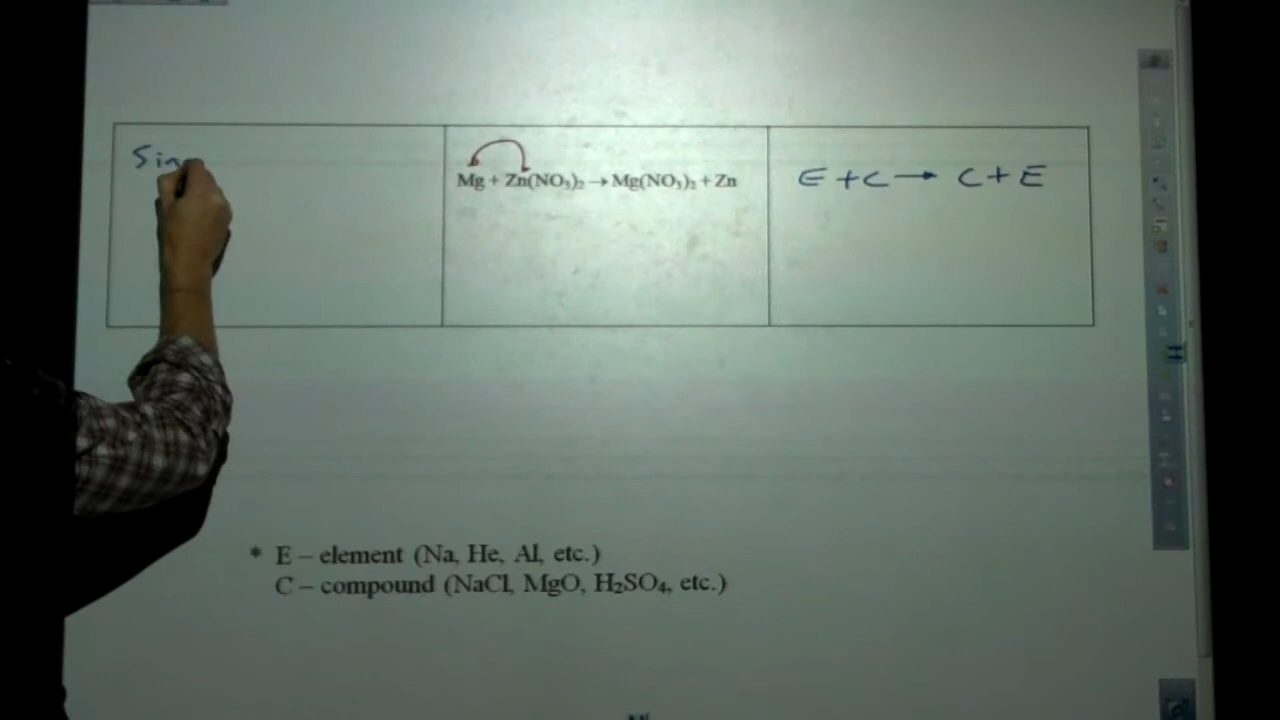 Sin
Mg + Zn(NO₃)₂ → Mg(NO₃)₂ + Zn
E + C → C + E
* E – element (Na, He, Al, etc.)
C – compound (NaCl, MgO, H₂SO₄, etc.)